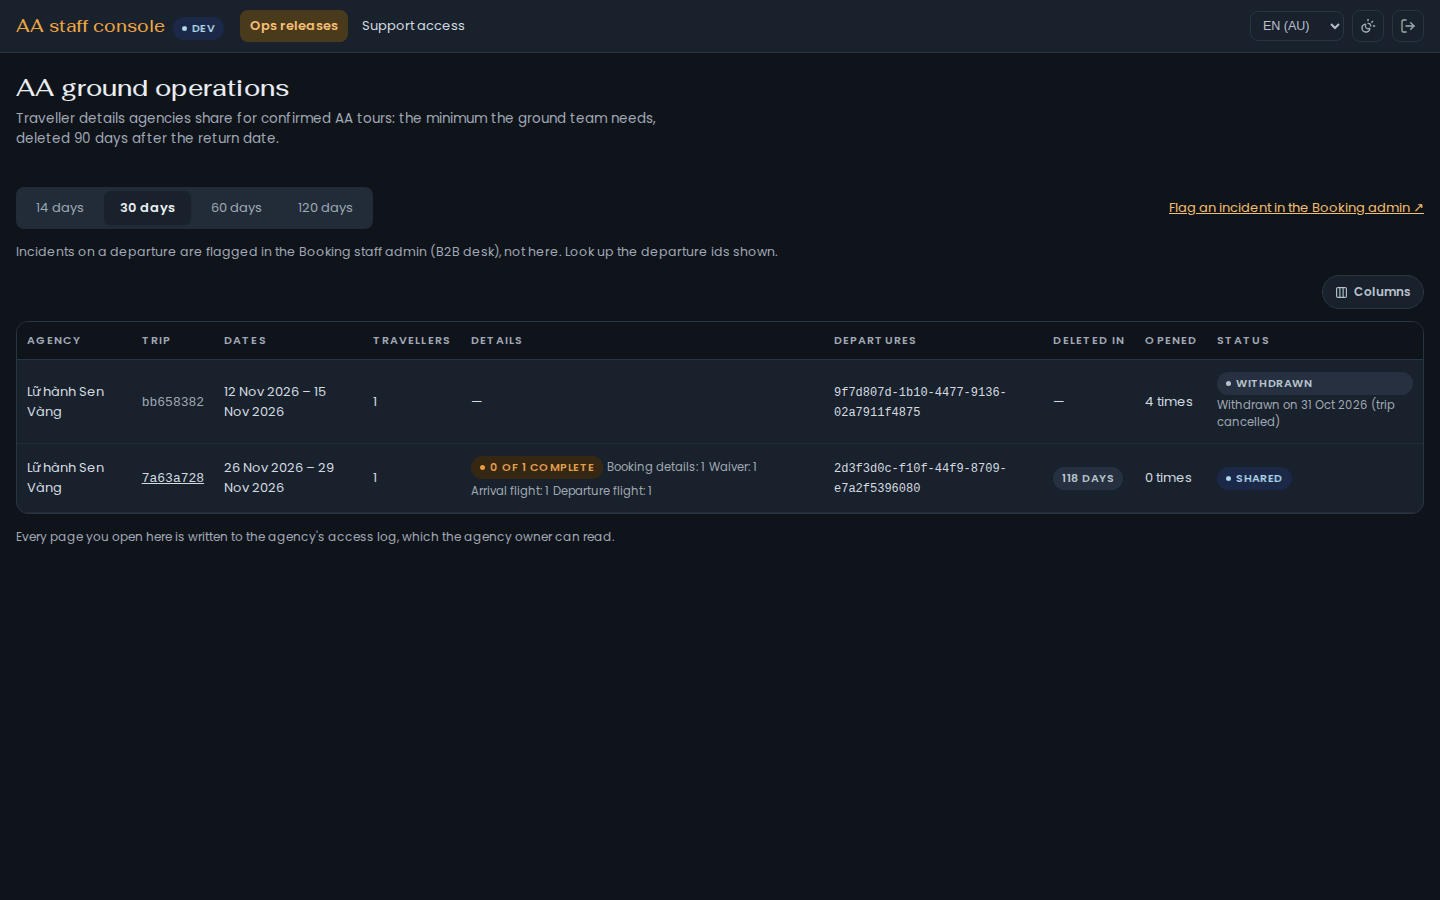 AA staff console
DEV
Ops releases
Support access
EN (AU)
AA ground operations
Traveller details agencies share for confirmed AA tours: the minimum the ground team needs,
deleted 90 days after the return date.
14 days
30 days
60 days
120 days
Flag an incident in the Booking admin ↗
Incidents on a departure are flagged in the Booking staff admin (B2B desk), not here. Look up the departure ids shown.
Columns
AGENCY TRIP DATES TRAVELLERS DETAILS DEPARTURES DELETED IN OPENED STATUS
Lữ hành Sen
Vàng
bb658382
12 Nov 2026 – 15
Nov 2026
1
—
9f7d807d-1b10-4477-9136-
02a7911f4875
—
4 times
WITHDRAWN
Withdrawn on 31 Oct 2026 (trip
cancelled)
Lữ hành Sen
Vàng
7a63a728
26 Nov 2026 – 29
Nov 2026
1
0 OF 1 COMPLETE Booking details: 1 Waiver: 1
Arrival flight: 1 Departure flight: 1
2d3f3d0c-f10f-44f9-8709-
e7a2f5396080
118 DAYS
0 times
SHARED
Every page you open here is written to the agency's access log, which the agency owner can read.